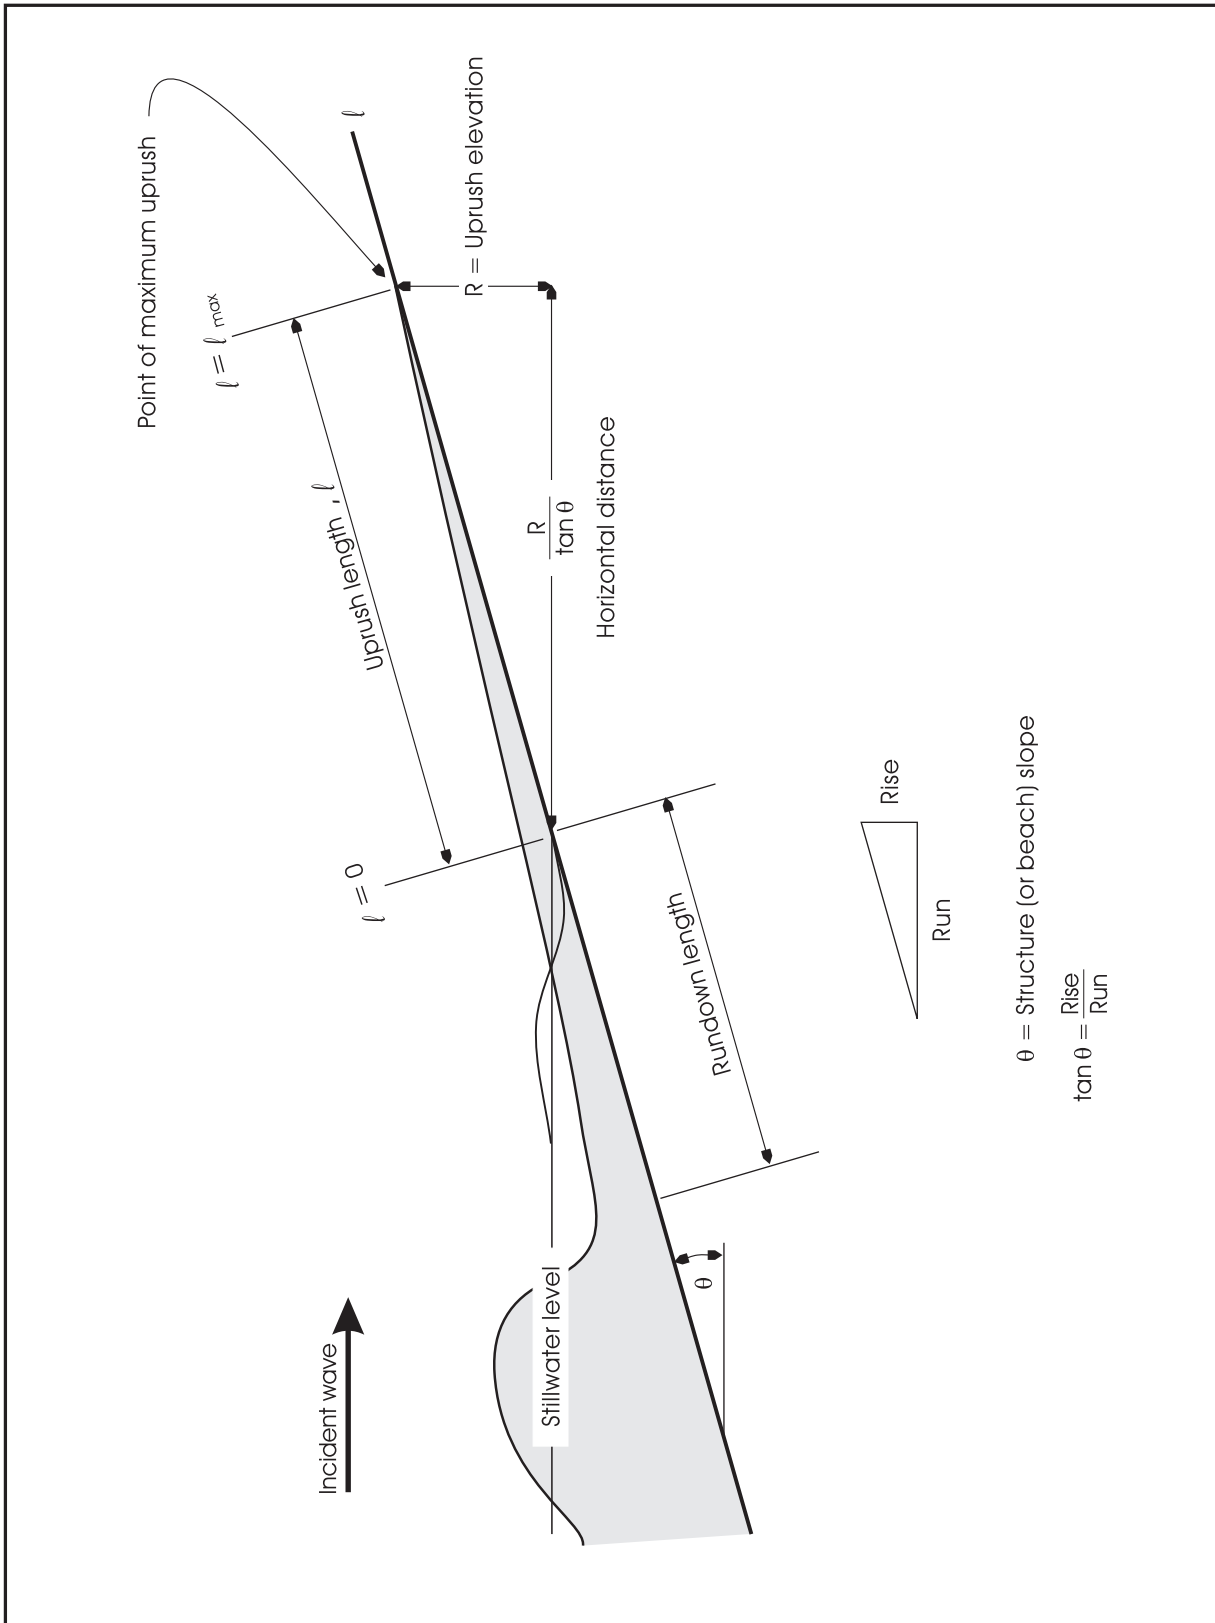 Point of maximum uprush
ℓ = ℓ max
ℓ
Uprush length , ℓ
R = Uprush elevation
ℓ = 0
R
tan θ
Horizontal distance
Incident wave
Stillwater level
Rundown length
θ
Rise
Run
θ = Structure (or beach) slope
tan θ = Rise
Run